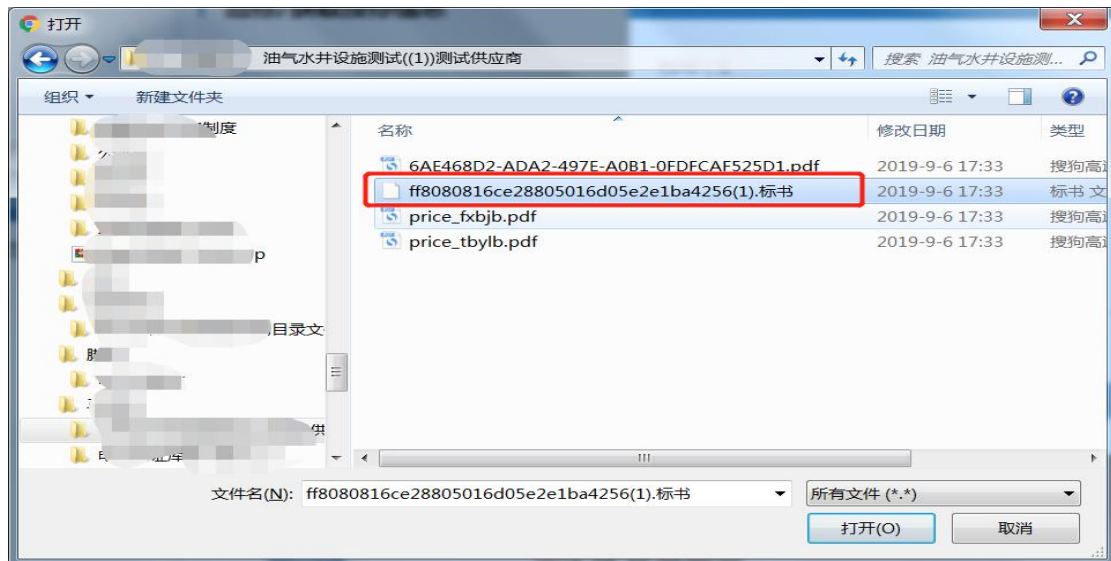 打开
油气水井设施测试((1))测试供应商
搜索 油气水井设施测...
组织
新建文件夹
制度
p
目录文
供
名称
修改日期
类型
6AE468D2-ADA2-497E-A0B1-0FDFCAF525D1.pdf
2019-9-6 17:33
搜狗高
ff8080816ce28805016d05e2e1ba4256(1).标书
2019-9-6 17:33
标书 文
price_fxbjb.pdf
2019-9-6 17:33
搜狗高
price_tbylb.pdf
2019-9-6 17:33
搜狗高
文件名(N):
ff8080816ce28805016d05e2e1ba4256(1).标书
所有文件 (*.*)
打开(O)
取消